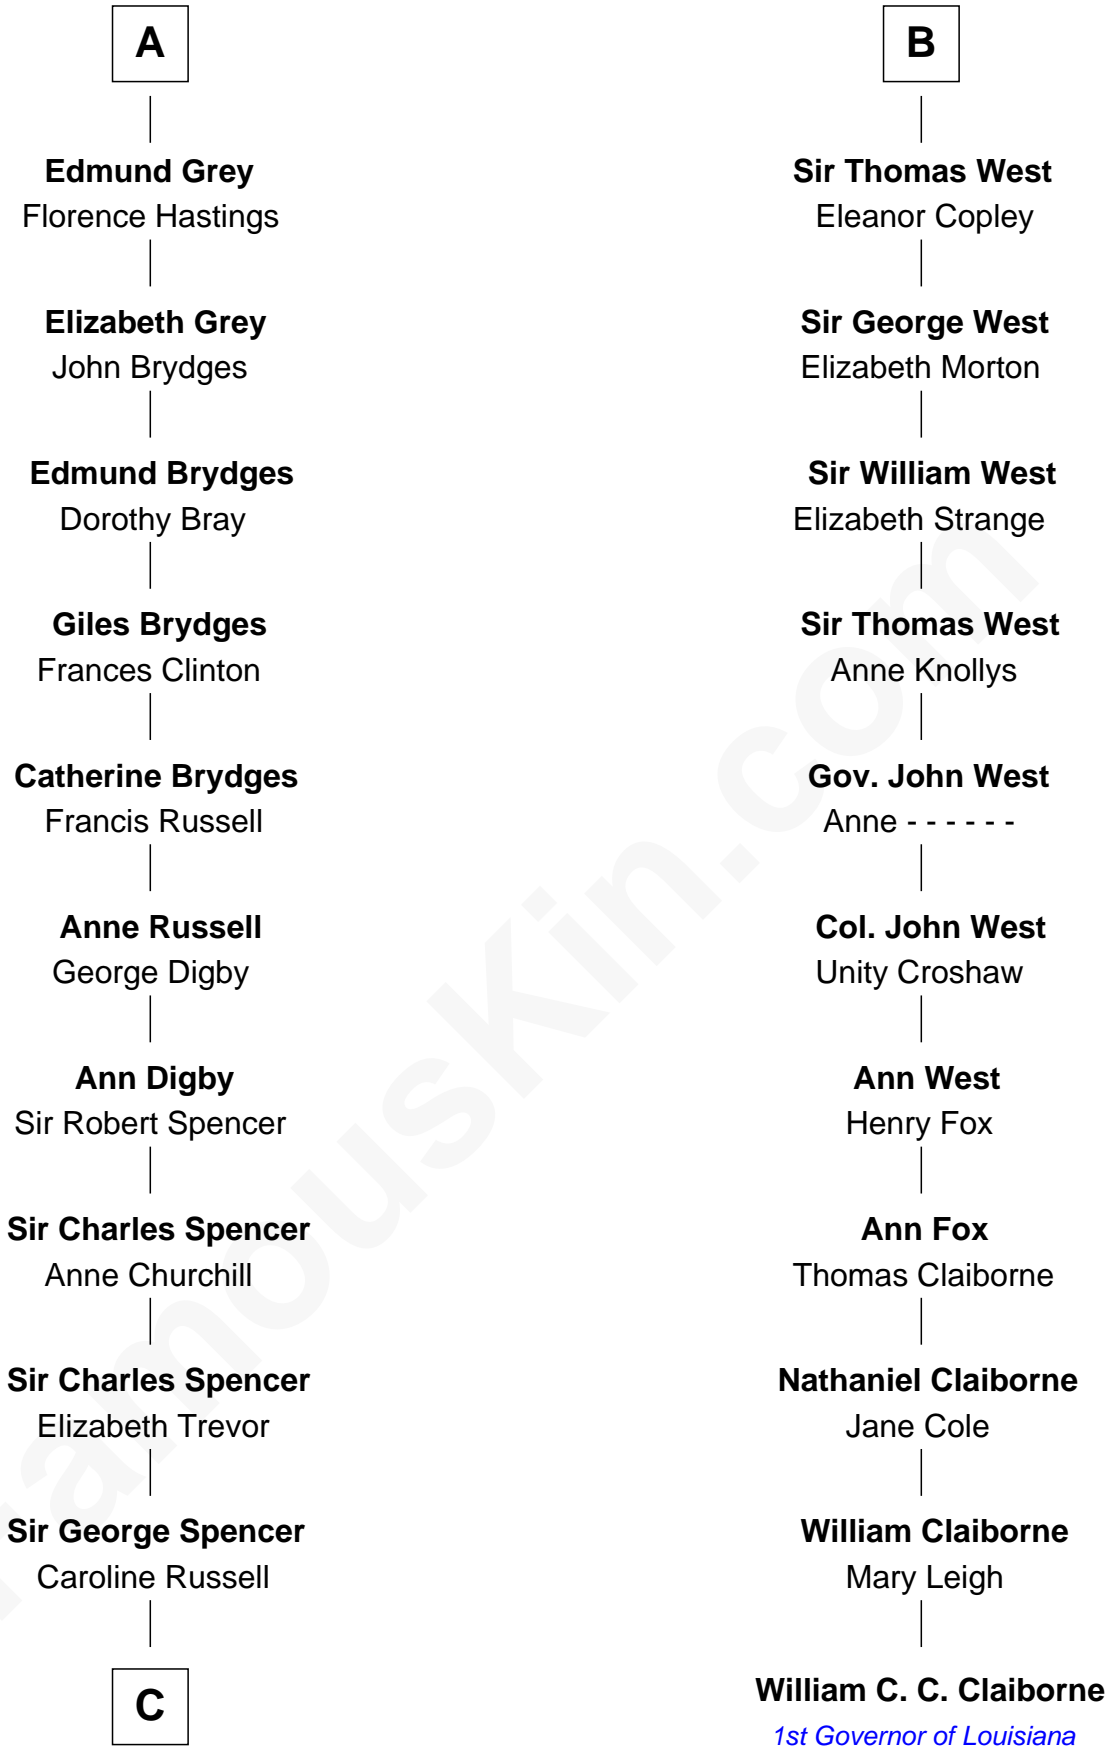 A
Edmund Grey
Florence Hastings
Elizabeth Grey
John Brydges
Edmund Brydges
Dorothy Bray
Giles Brydges
Frances Clinton
Catherine Brydges
Francis Russell
Anne Russell
George Digby
Ann Digby
Sir Robert Spencer
Sir Charles Spencer
Anne Churchill
Sir Charles Spencer
Elizabeth Trevor
Sir George Spencer
Caroline Russell
C
B
Sir Thomas West
Eleanor Copley
Sir George West
Elizabeth Morton
Sir William West
Elizabeth Strange
Sir Thomas West
Anne Knollys
Gov. John West
Anne - - - - - -
Col. John West
Unity Croshaw
Ann West
Henry Fox
Ann Fox
Thomas Claiborne
Nathaniel Claiborne
Jane Cole
William Claiborne
Mary Leigh
William C. C. Claiborne
1st Governor of Louisiana
FamousKin.com